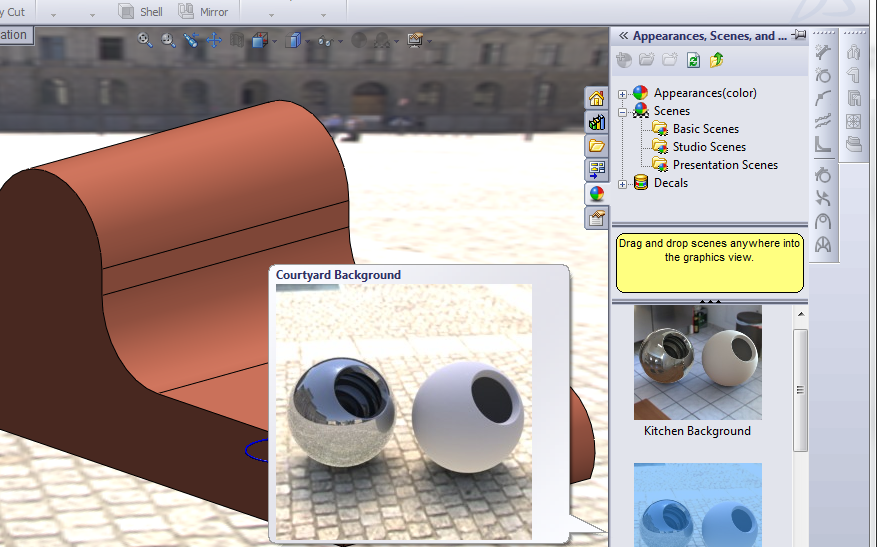 y Cut
Shell
Mirror
ation
Appearances, Scenes, and ...
Appearances(color)
Scenes
Basic Scenes
Studio Scenes
Presentation Scenes
Decals
Drag and drop scenes anywhere into
the graphics view.
Courtyard Background
Kitchen Background